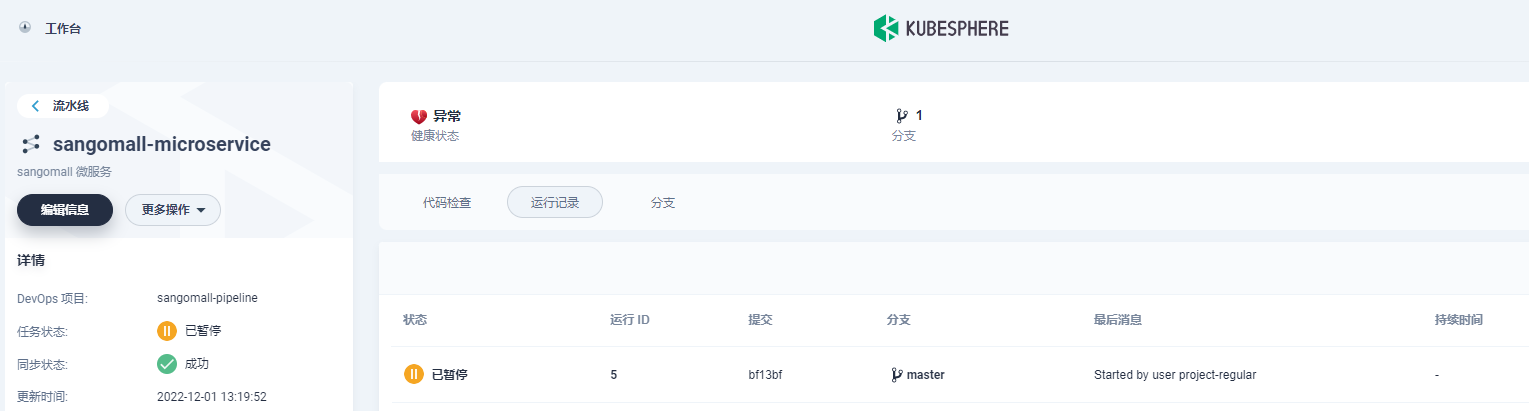 工作台
KUBESPHERE
流水线
sangomall-microservice
sangomall 微服务
编辑信息 更多操作
详情
DevOps 项目: sangomall-pipeline
任务状态: 已暂停
同步状态: 成功
更新时间: 2022-12-01 13:19:52
异常 1
健康状态 分支
代码检查 运行记录 分支
状态 运行 ID 提交 分支 最后消息 持续时间
已暂停 5 bf13bf master Started by user project-regular -